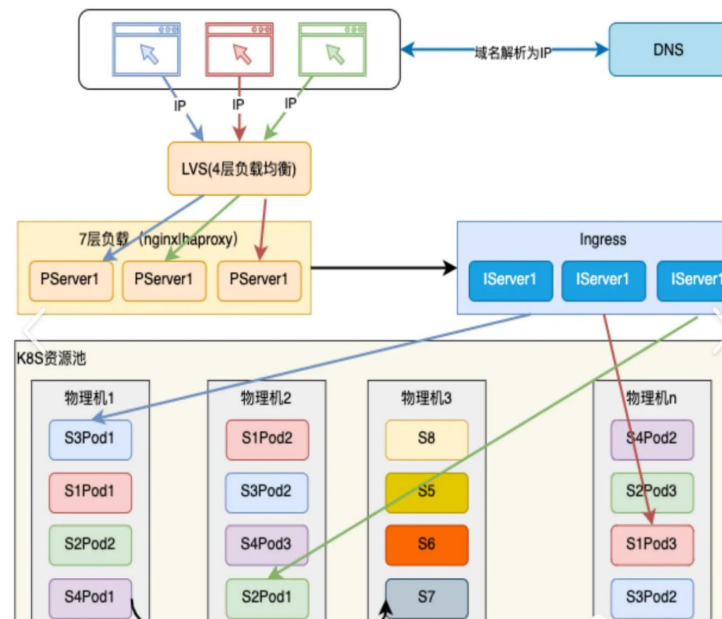 域名解析为IP
DNS
IP
IP
IP
LVS(4层负载均衡)
7层负载（nginx|haproxy)
PServer1
PServer1
PServer1
Ingress
IServer1
IServer1
IServer1
K8S资源池
物理机1
物理机2
物理机3
物理机n
S3Pod1
S1Pod2
S8
S4Pod2
S1Pod1
S3Pod2
S5
S2Pod3
S2Pod2
S4Pod3
S6
S1Pod3
S4Pod1
S2Pod1
S7
S3Pod2